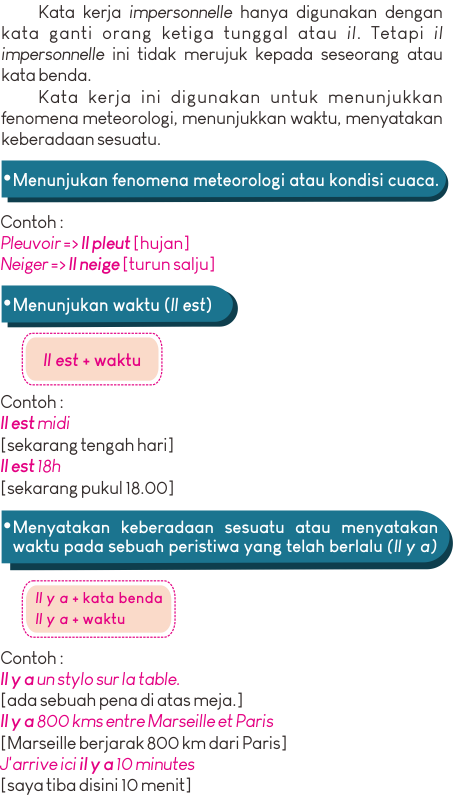 Kata kerja impersonnelle hanya digunakan dengan
kata ganti orang ketiga tunggal atau il. Tetapi il
impersonnelle ini tidak merujuk kepada seseorang atau
kata benda.
Kata kerja ini digunakan untuk menunjukkan
fenomena meteorologi, menunjukkan waktu, menyatakan
keberadaan sesuatu.
• Menunjukan fenomena meteorologi atau kondisi cuaca.
Contoh :
Pleuvoir => Il pleut [hujan]
Neiger => Il neige [turun salju]
• Menunjukan waktu (Il est)
Il est + waktu
Contoh :
Il est midi
[sekarang tengah hari]
Il est 18h
[sekarang pukul 18.00]
• Menyatakan keberadaan sesuatu atau menyatakan
waktu pada sebuah peristiwa yang telah berlalu (Il y a)
Il y a + kata benda
Il y a + waktu
Contoh :
Il y a un stylo sur la table.
[ada sebuah pena di atas meja.]
Il y a 800 kms entre Marseille et Paris
[Marseille berjarak 800 km dari Paris]
J'arrive ici il y a 10 minutes
[saya tiba disini 10 menit]